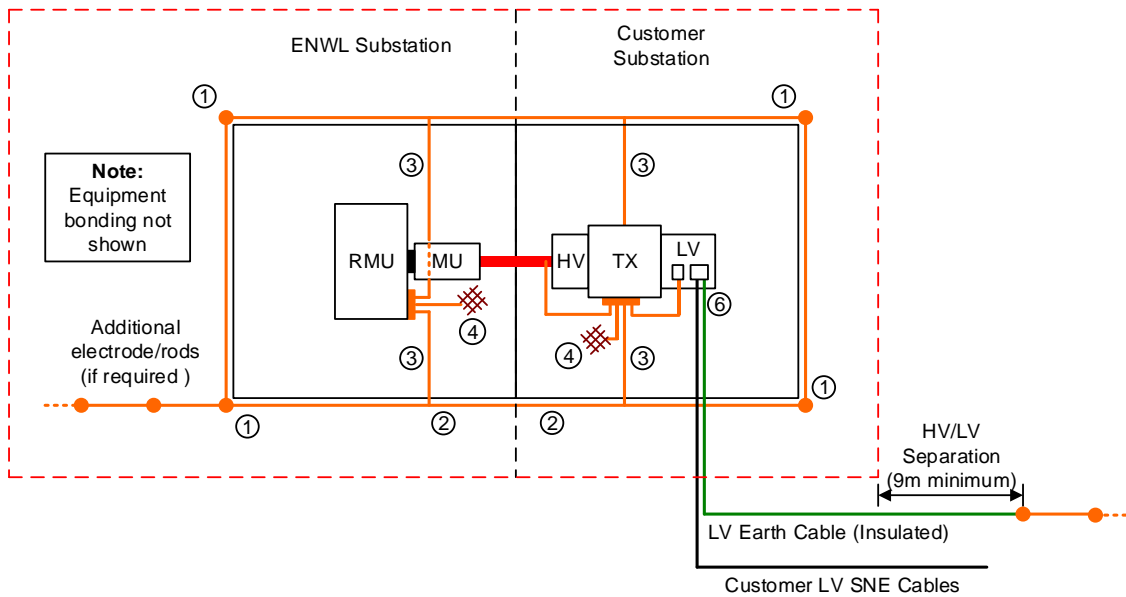 ENWL Substation
Customer
Substation
①
①
Note:
Equipment
bonding not
shown
③
③
RMU
MU
HV
TX
LV
④
④
⑥
③
③
Additional
electrode/rods
(if required )
①
②
②
①
HV/LV
Separation
(9m minimum)
LV Earth Cable (Insulated)
Customer LV SNE Cables